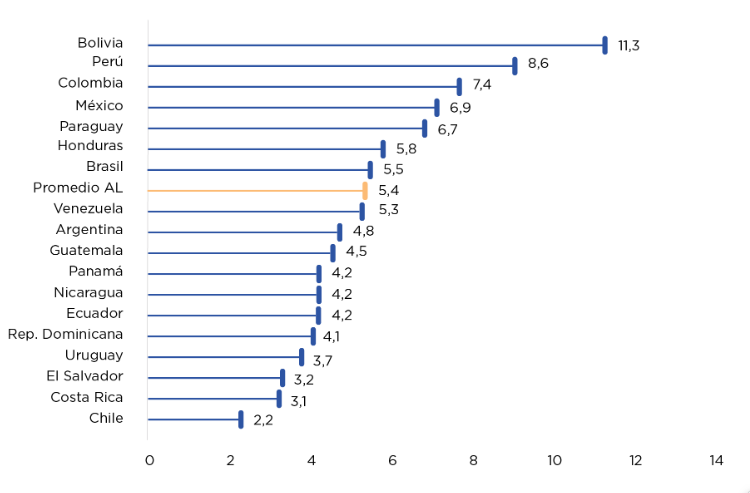 Bolivia 11,3
Perú 8,6
Colombia 7,4
México 6,9
Paraguay 6,7
Honduras 5,8
Brasil 5,5
Promedio AL 5,4
Venezuela 5,3
Argentina 4,8
Guatemala 4,5
Panamá 4,2
Nicaragua 4,2
Ecuador 4,2
Rep. Dominicana 4,1
Uruguay 3,7
El Salvador 3,2
Costa Rica 3,1
Chile 2,2
0 2 4 6 8 10 12 14